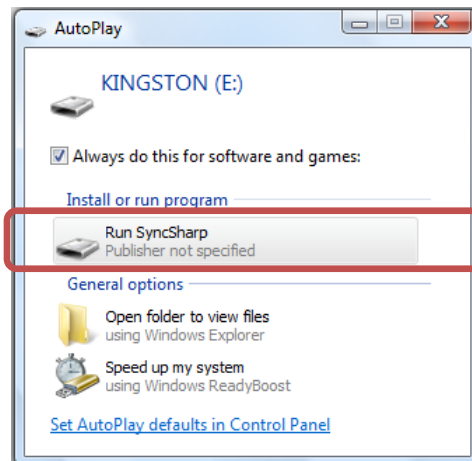 AutoPlay
KINGSTON (E:)
Always do this for software and games:
Install or run program
Run SyncSharp
Publisher not specified
General options
Open folder to view files
using Windows Explorer
Speed up my system
using Windows ReadyBoost
Set AutoPlay defaults in Control Panel